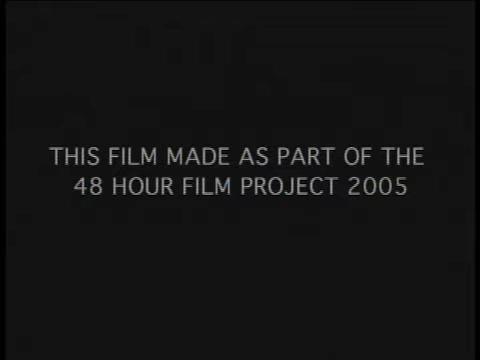 THIS FILM MADE AS PART OF THE
48 HOUR FILM PROJECT 2005